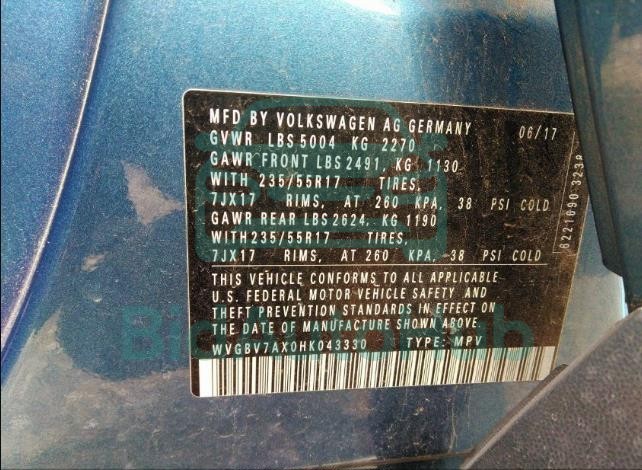 MFD BY VOLKSWAGEN AG GERMANY 06/17
GVWR LBS 5004 KG 2270
GAWR FRONT LBS 2491, KG 1130
WITH 235/55R17 TIRES,
7JX17 RIMS, AT 260 KPA, 38 PSI COLD
GAWR REAR LBS 2624, KG 1190
WITH 235/55R17 TIRES,
7JX17 RIMS, AT 260 KPA, 38 PSI COLD
THIS VEHICLE CONFORMS TO ALL APPLICABLE
U.S. FEDERAL MOTOR VEHICLE SAFETY AND
THEFT PREVENTION STANDARDS IN EFFECT ON
THE DATE OF MANUFACTURE SHOWN ABOVE.
WVGBV7AX0HK043330 TYPE: MPV